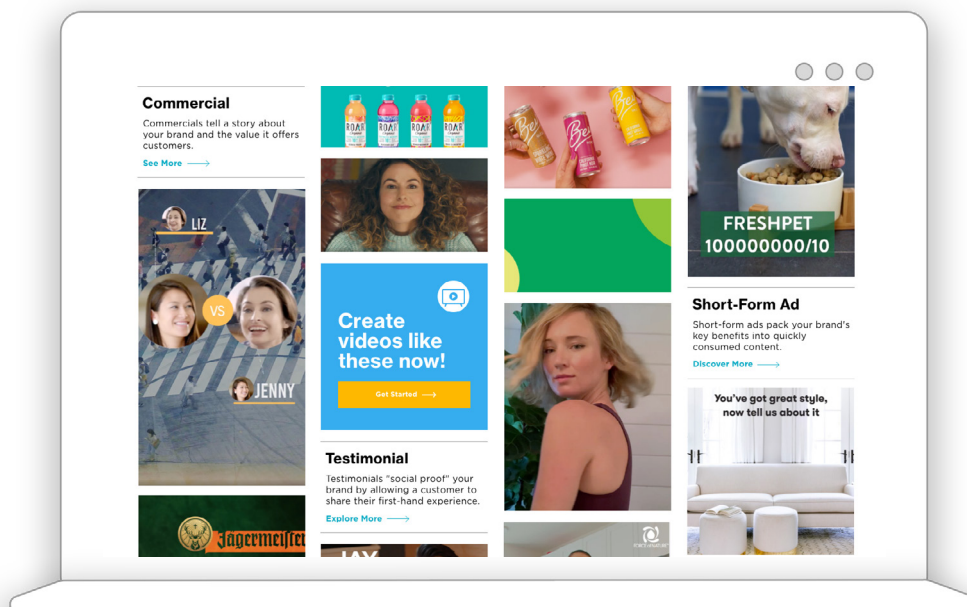 Commercial
Commercials tell a story about
your brand and the value it offers
customers.
See More
LIZ
VS
JENNY
Jägermeister
ROAR
ROAR
ROAR
ROAR
Create
videos like
these now!
Get Started
Testimonial
Testimonials "social proof" your
brand by allowing a customer to
share their first-hand experience.
Explore More
JAY
FRESHPET
100000000/10
Short-Form Ad
Short-form ads pack your brand's
key benefits into quickly
consumed content.
Discover More
You've got great style,
now tell us about it